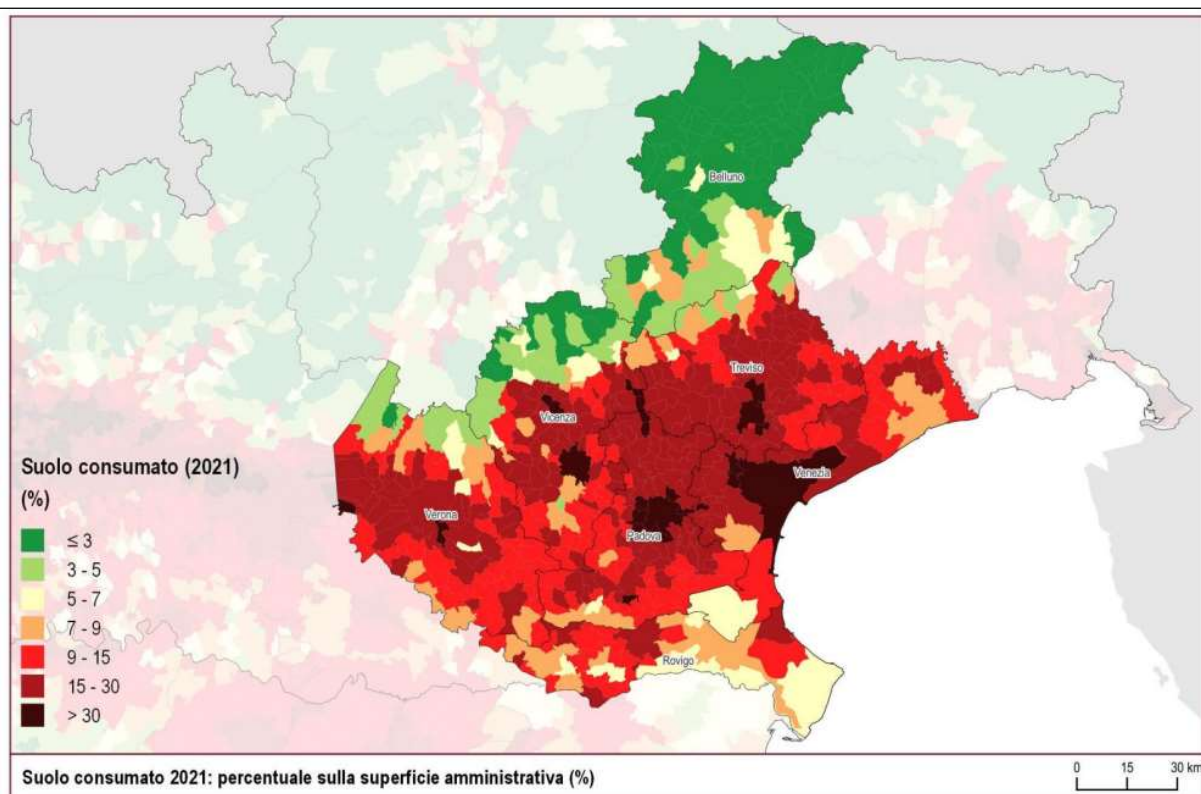 Belluno
Treviso
Vicenza
Venezia
Verona
Padova
Rovigo
Suolo consumato (2021)
(%)
≤ 3
3 - 5
5 - 7
7 - 9
9 - 15
15 - 30
> 30
Suolo consumato 2021: percentuale sulla superficie amministrativa (%)
0 15 30 km